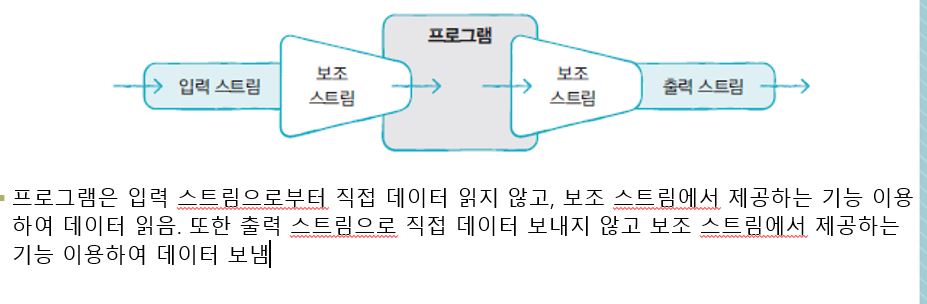 프로그램
입력 스트림
보조
스트림
보조
스트림
출력 스트림
프로그램은 입력 스트림으로부터 직접 데이터 읽지 않고, 보조 스트림에서 제공하는 기능 이용
하여 데이터 읽음. 또한 출력 스트림으로 직접 데이터 보내지 않고 보조 스트림에서 제공하는
기능 이용하여 데이터 보냄